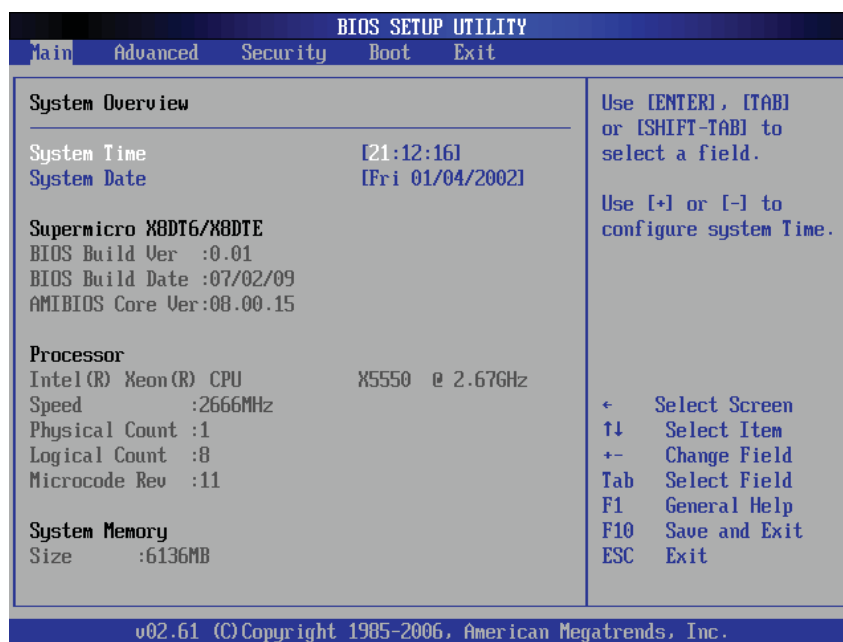 BIOS SETUP UTILITY
Main Advanced Security Boot Exit
System Overview
System Time [21:12:16]
System Date [Fri 01/04/2002]
Supermicro X8DT6/X8DTE
BIOS Build Ver :0.01
BIOS Build Date :07/02/09
AMIBIOS Core Ver:08.00.15
Processor
Intel(R) Xeon(R) CPU X5550 @ 2.67GHz
Speed :2666MHz
Physical Count :1
Logical Count :8
Microcode Rev :11
System Memory
Size :6136MB
Use [ENTER], [TAB]
or [SHIFT-TAB] to
select a field.
Use [+] or [-] to
configure system Time.
← Select Screen
↑↓ Select Item
+- Change Field
Tab Select Field
F1 General Help
F10 Save and Exit
ESC Exit
v02.61 (C)Copyright 1985-2006, American Megatrends, Inc.